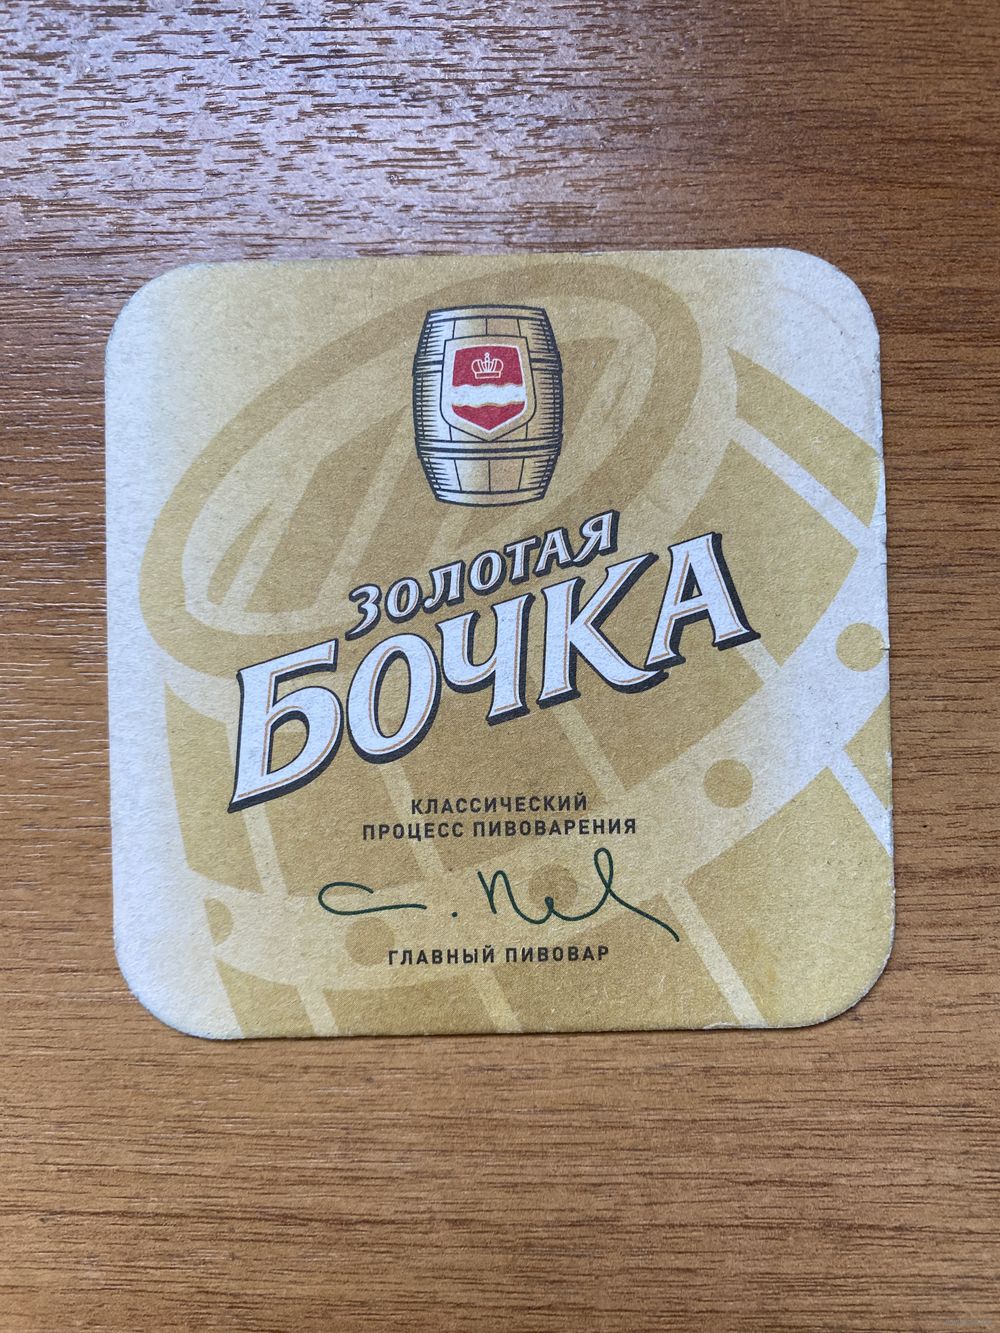 ЗОЛОТАЯ
БОЧКА
КЛАССИЧЕСКИЙ
ПРОЦЕСС ПИВОВАРЕНИЯ
ГЛАВНЫЙ ПИВОВАР